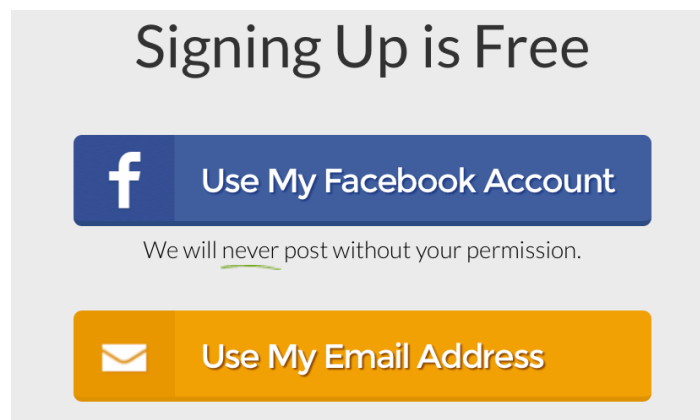 Signing Up is Free
f Use My Facebook Account
We will never post without your permission.
Use My Email Address